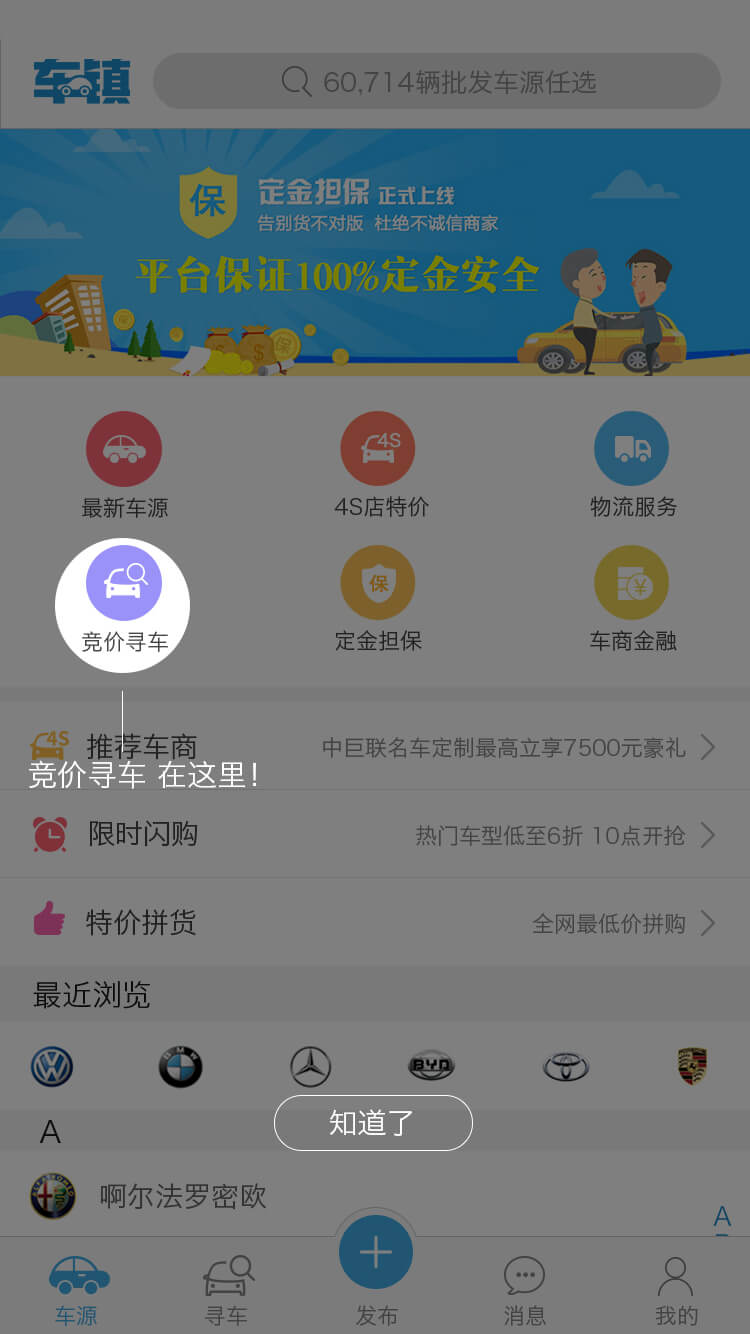 车镇
60,714辆批发车源任选
保
定金担保 正式上线
告别货不对版 杜绝不诚信商家
平台保证100%定金安全
保
4S
最新车源
4S店特价
物流服务
保
¥
竞价寻车
定金担保
车商金融
4S
推荐车商
中巨联名车定制最高立享7500元豪礼
竞价寻车 在这里!
限时闪购
热门车型低至6折 10点开抢
特价拼货
全网最低价拼购
最近浏览
BMW
BYD
知道了
A
啊尔法罗密欧
A
车源
寻车
发布
消息
我的